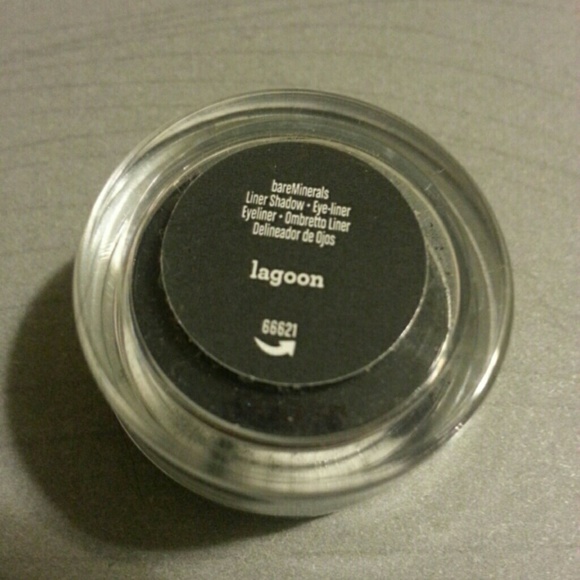 bareMinerals
Liner Shadow • Eye-liner
Eyeliner • Ombretto Liner
Delineador de Ojos
lagoon
66621